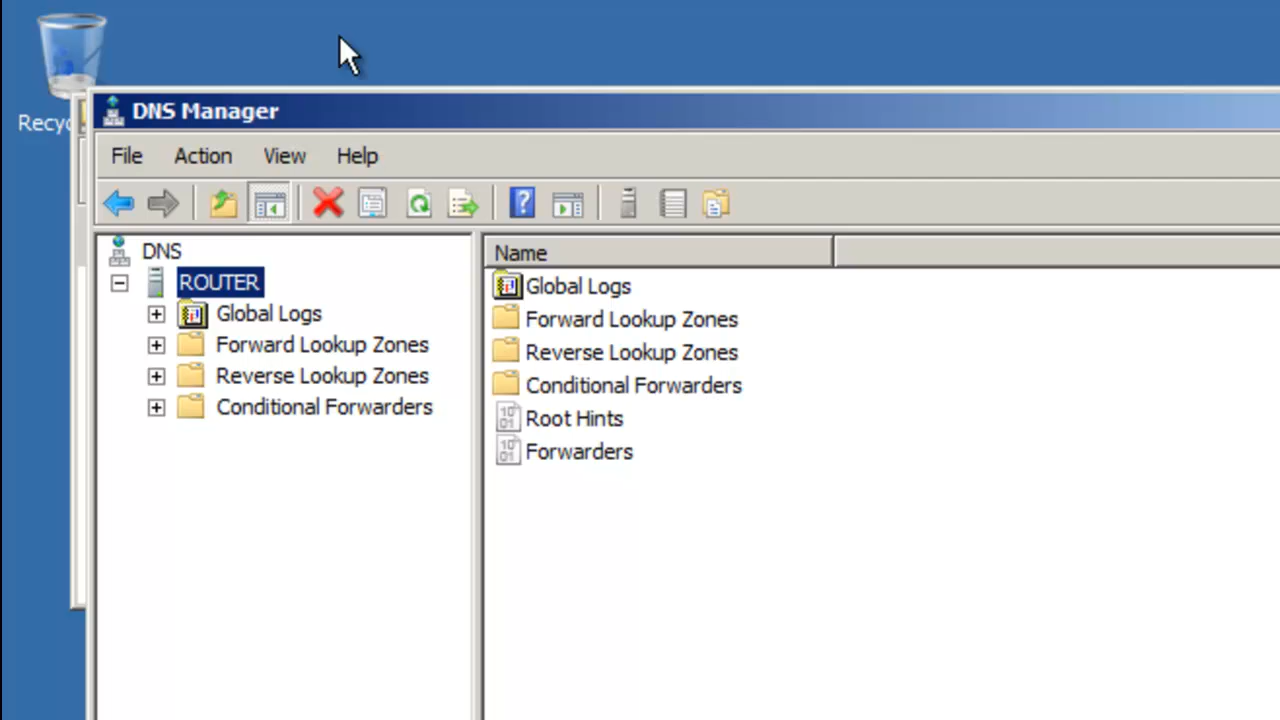 Recyc
DNS Manager
File Action View Help
DNS
ROUTER
Global Logs
Forward Lookup Zones
Reverse Lookup Zones
Conditional Forwarders
Name
Global Logs
Forward Lookup Zones
Reverse Lookup Zones
Conditional Forwarders
Root Hints
Forwarders